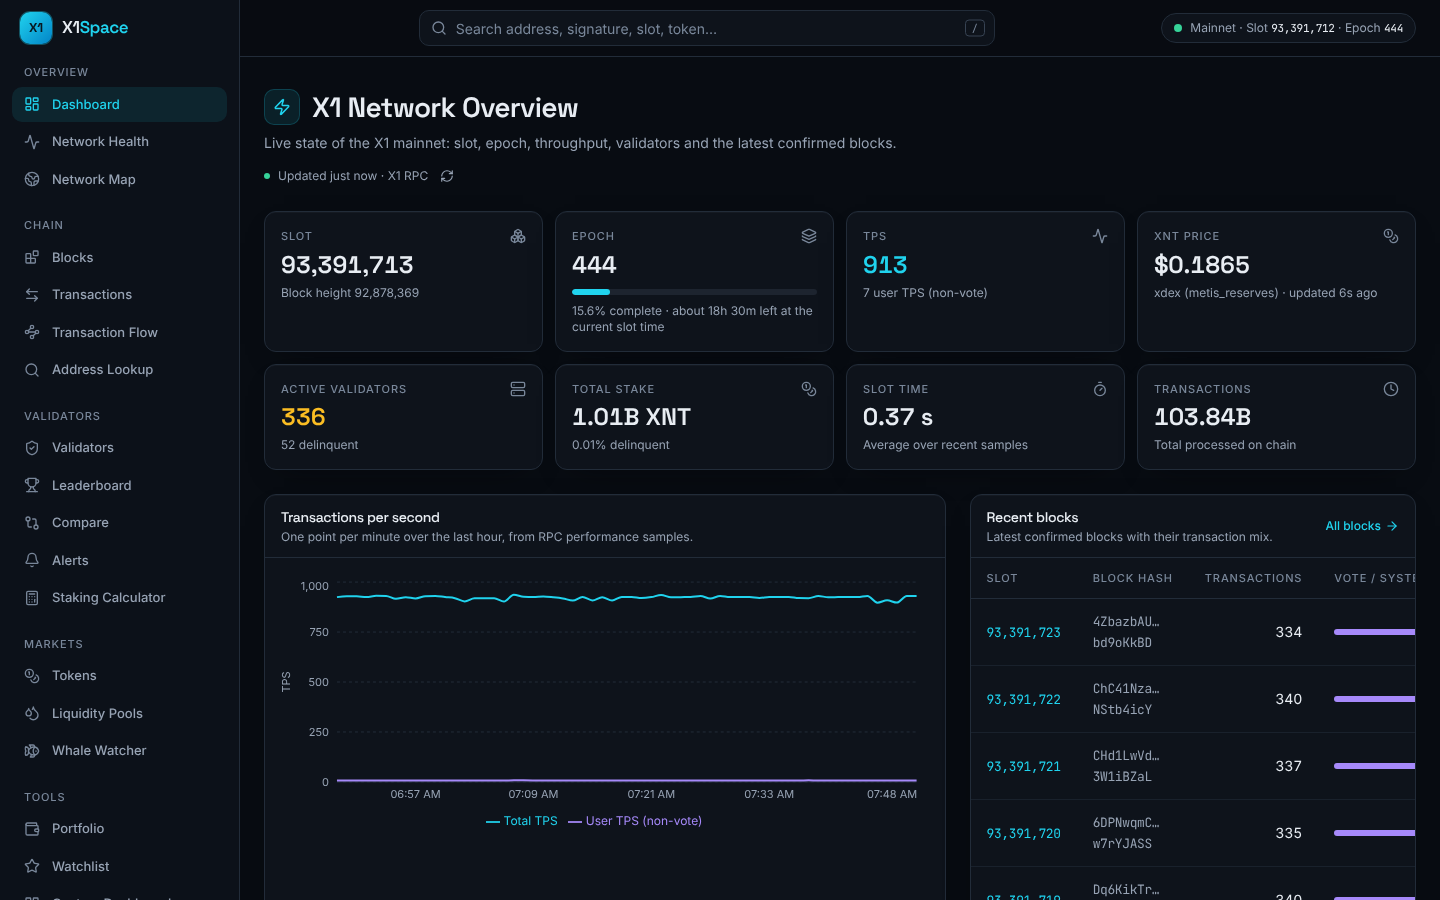 X1
X1Space
Search address, signature, slot, token...
/
Mainnet · Slot 93,391,712 · Epoch 444
OVERVIEW
Dashboard
Network Health
Network Map
CHAIN
Blocks
Transactions
Transaction Flow
Address Lookup
VALIDATORS
Validators
Leaderboard
Compare
Alerts
Staking Calculator
MARKETS
Tokens
Liquidity Pools
Whale Watcher
TOOLS
Portfolio
Watchlist
X1 Network Overview
Live state of the X1 mainnet: slot, epoch, throughput, validators and the latest confirmed blocks.
Updated just now · X1 RPC
SLOT
93,391,713
Block height 92,878,369
EPOCH
444
15.6% complete · about 18h 30m left at the
current slot time
TPS
913
7 user TPS (non-vote)
XNT PRICE
$0.1865
xdex (metis_reserves) · updated 6s ago
ACTIVE VALIDATORS
336
52 delinquent
TOTAL STAKE
1.01B XNT
0.01% delinquent
SLOT TIME
0.37 s
Average over recent samples
TRANSACTIONS
103.84B
Total processed on chain
Transactions per second
One point per minute over the last hour, from RPC performance samples.
1,000
750
500
250
0
TPS
06:57 AM
07:09 AM
07:21 AM
07:33 AM
07:48 AM
Total TPS
User TPS (non-vote)
Recent blocks
Latest confirmed blocks with their transaction mix.
All blocks
SLOT BLOCK HASH TRANSACTIONS VOTE / SYSTE
93,391,723 4ZbazbAU… 334
bd9oKkBD
93,391,722 ChC41Nza… 340
NStb4icY
93,391,721 CHd1LwVd… 337
3W1iBZaL
93,391,720 6DPNwqmC… 335
w7rYJASS
Dq6KikTr…